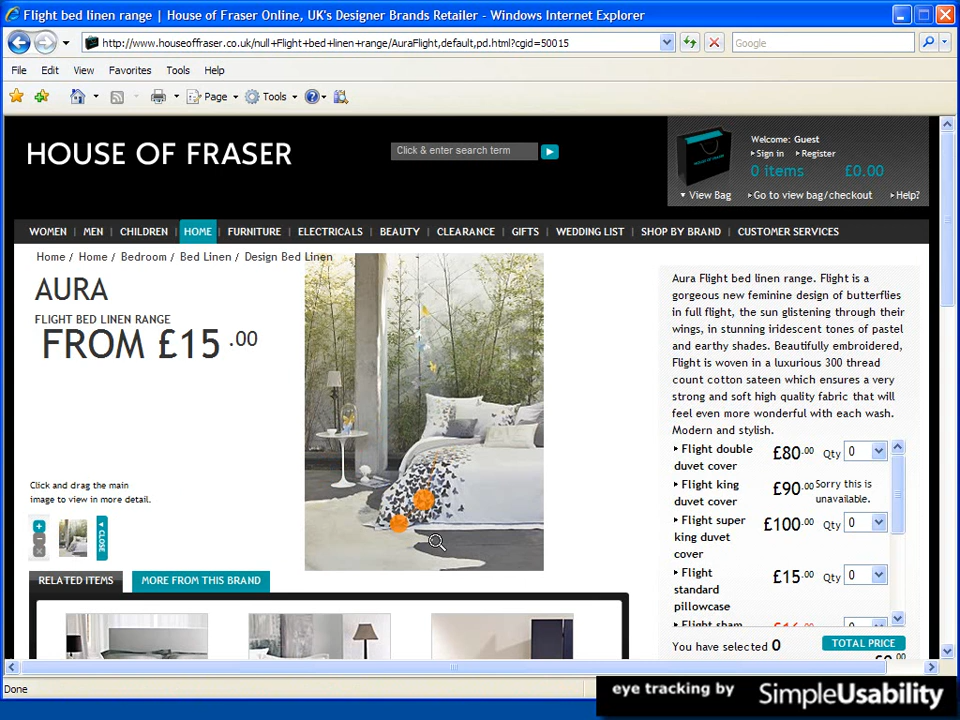 Flight bed linen range | House of Fraser Online, UK's Designer Brands Retailer - Windows Internet Explorer
http://www.houseoffraser.co.uk/null+Flight+bed+linen+range/AuraFlight,default,pd.html?cgid=50015
Google
File Edit View Favorites Tools Help
Page Tools
HOUSE OF FRASER
Click & enter search term
Welcome: Guest
Sign in Register
0 items £0.00
View Bag Go to view bag/checkout Help?
WOMEN | MEN | CHILDREN | HOME | FURNITURE | ELECTRICALS | BEAUTY | CLEARANCE | GIFTS | WEDDING LIST | SHOP BY BRAND | CUSTOMER SERVICES
Home / Home / Bedroom / Bed Linen / Design Bed Linen
AURA
FLIGHT BED LINEN RANGE
FROM £15.00
Click and drag the main
image to view in more detail.
CLOSE
Aura Flight bed linen range. Flight is a
gorgeous new feminine design of butterflies
in full flight, the sun glistening through their
wings, in stunning iridescent tones of pastel
and earthy shades. Beautifully embroidered,
Flight is woven in a luxurious 300 thread
count cotton sateen which ensures a very
strong and soft high quality fabric that will
feel even more wonderful with each wash.
Modern and stylish.
Flight double
duvet cover
£80.00 Qty 0
Flight king
duvet cover
£90.00 Sorry this is
unavailable.
Flight super
king duvet
cover
£100.00 Qty 0
Flight
standard
pillowcase
£15.00 Qty 0
Flight sham
You have selected 0
TOTAL PRICE
RELATED ITEMS MORE FROM THIS BRAND
Done
eye tracking by SimpleUsability